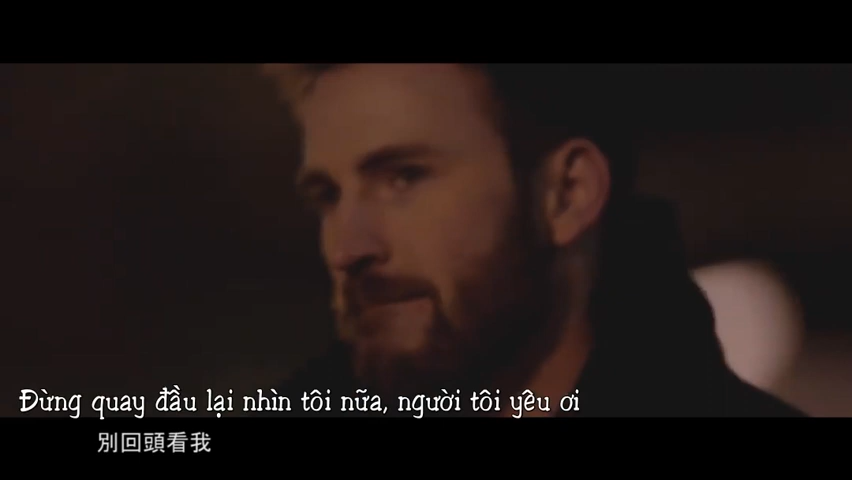 Đừng quay đầu lại nhìn tôi nữa, người tôi yêu ơi
別回頭看我